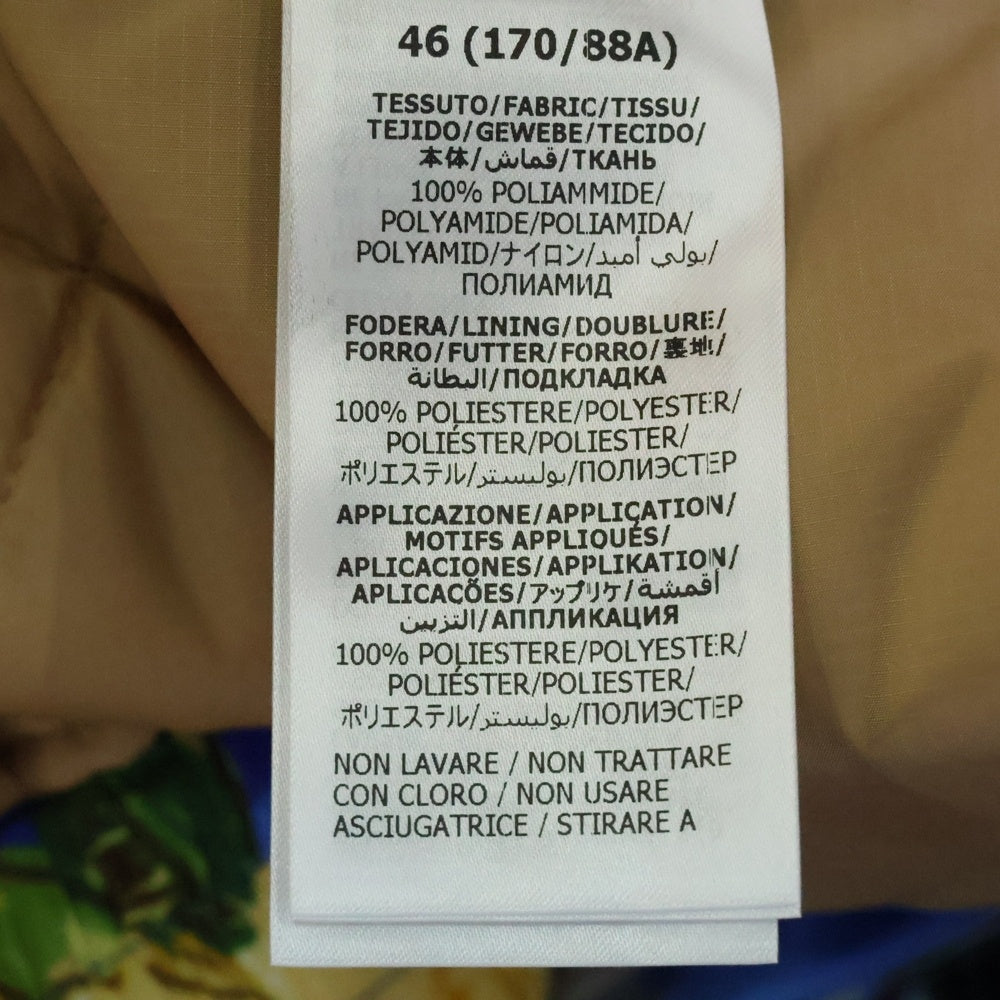 46 (170/88A)
TESSUTO/FABRIC/TISSU/
TEJIDO/GEWEBE/TECIDO/
本体/قماش/ТКАНЬ
100% POLIAMMIDE/
POLYAMIDE/POLIAMIDA/
POLYAMID/ナイロン/بولي أميد/
ПОЛИАМИД
FODERA/LINING/DOUBLURE/
FORRO/FUTTER/FORRO/裏地/
البطانة/ПОДКЛАДКА
100% POLIESTERE/POLYESTER/
POLIÉSTER/POLIESTER/
ポリエステル/بوليستر/ПОЛИЭСТЕР
APPLICAZIONE/APPLICATION/
MOTIFS APPLIQUÉS/
APLICACIONES/APPLIKATION/
APLICACÕES/アップリケ/أقمشة
التزيين/АППЛИКАЦИЯ
100% POLIESTERE/POLYESTER/
POLIÉSTER/POLIESTER/
ポリエステル/بوليستر/ПОЛИЭСТЕР
NON LAVARE / NON TRATTARE
CON CLORO / NON USARE
ASCIUGATRICE / STIRARE A